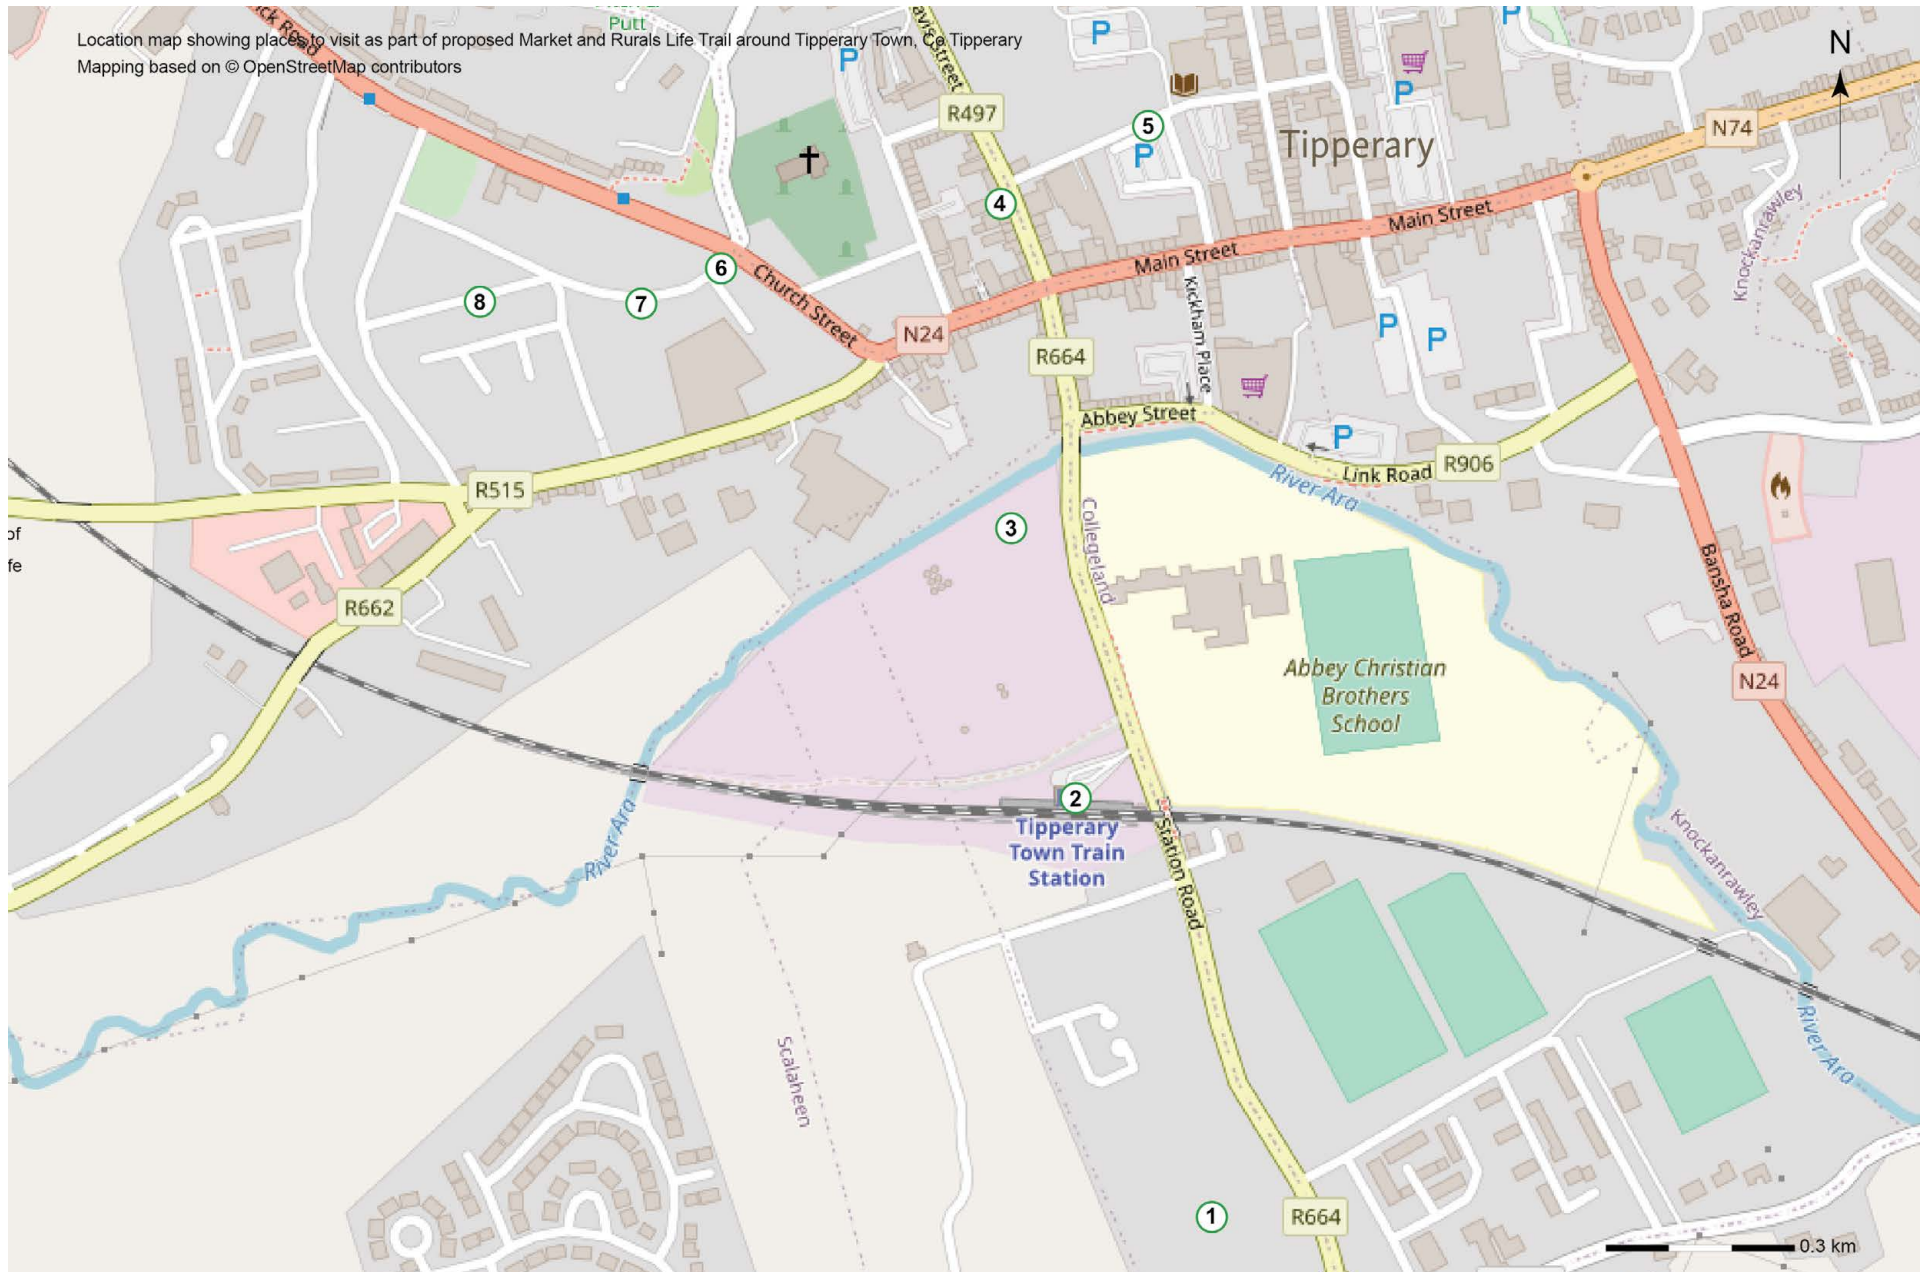 Putt
Location map showing places to visit as part of proposed Market and Rurals Life Trail around Tipperary Town, Co Tipperary
Mapping based on © OpenStreetMap contributors
Road
P
P
P
P
N
R497
N74
5
P
Tipperary
4
Main Street
Main Street
Knockanrawley
6
Church Street
8
7
Kickham Place
N24
R664
P
P
Abbey Street
P
Link Road
R906
River Ara
R515
3
Collegeland
of
fe
R662
Bansha Road
Abbey Christian
Brothers
School
N24
2
Tipperary
Town Train
Station
Station Road
River Ara
Knockanrawley
River Ara
Scalaheen
1
R664
0.3 km